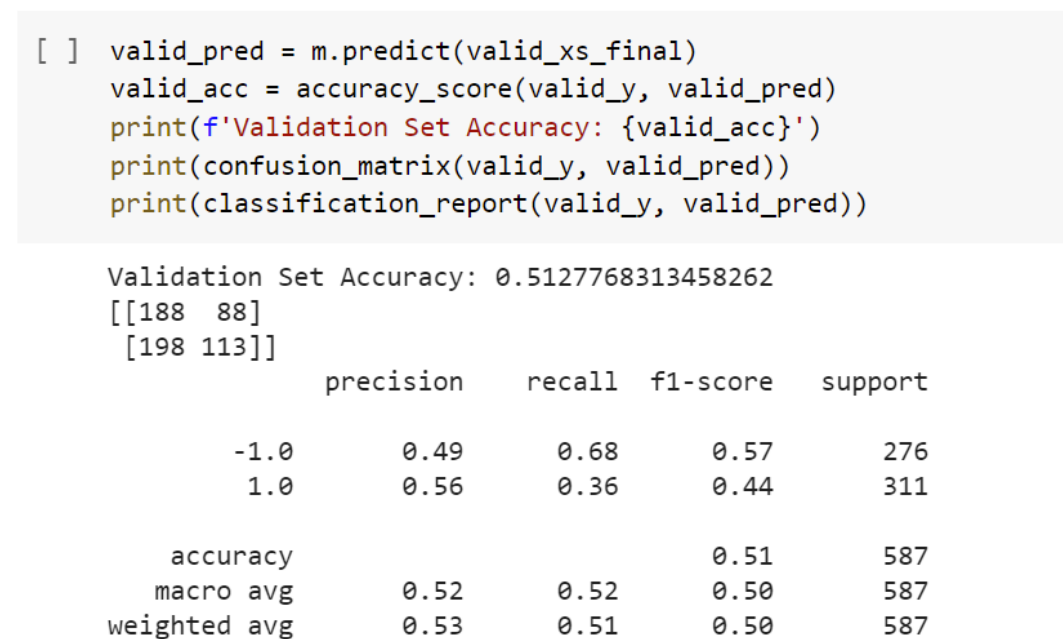 [ ] valid_pred = m.predict(valid_xs_final)
valid_acc = accuracy_score(valid_y, valid_pred)
print(f'Validation Set Accuracy: {valid_acc}')
print(confusion_matrix(valid_y, valid_pred))
print(classification_report(valid_y, valid_pred))
Validation Set Accuracy: 0.5127768313458262
[[188  88]
 [198 113]]
              precision    recall  f1-score   support
        -1.0       0.49      0.68      0.57       276
         1.0       0.56      0.36      0.44       311
    accuracy                           0.51       587
   macro avg       0.52      0.52      0.50       587
weighted avg       0.53      0.51      0.50       587